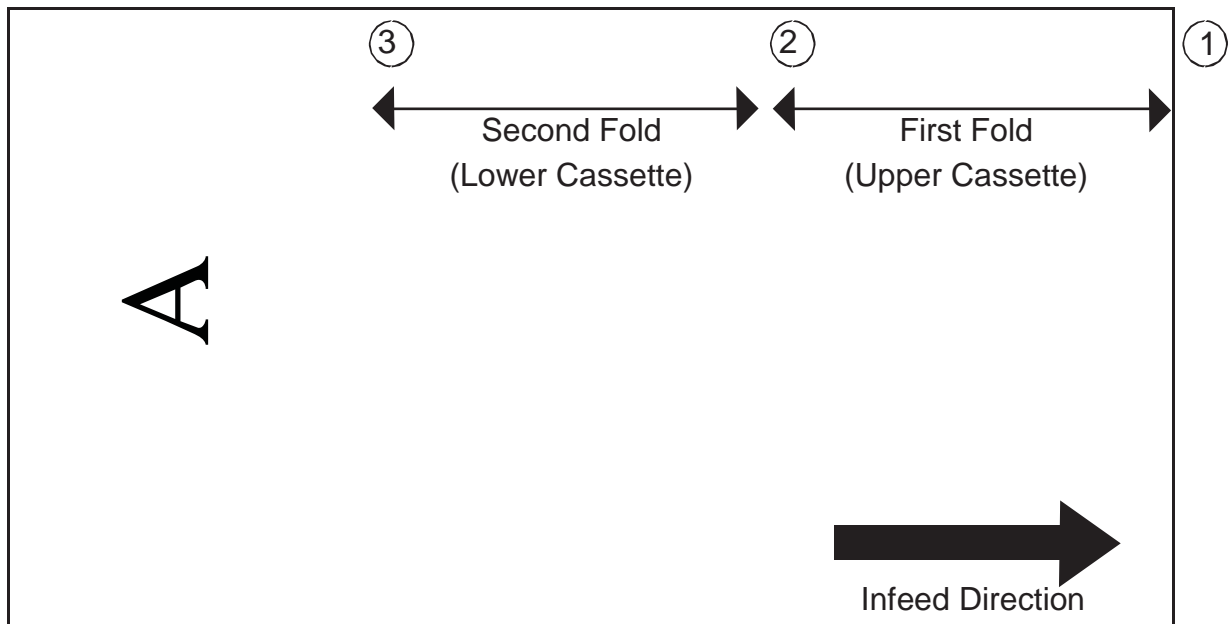 3
2
1
Second Fold
(Lower Cassette)
First Fold
(Upper Cassette)
A
Infeed Direction